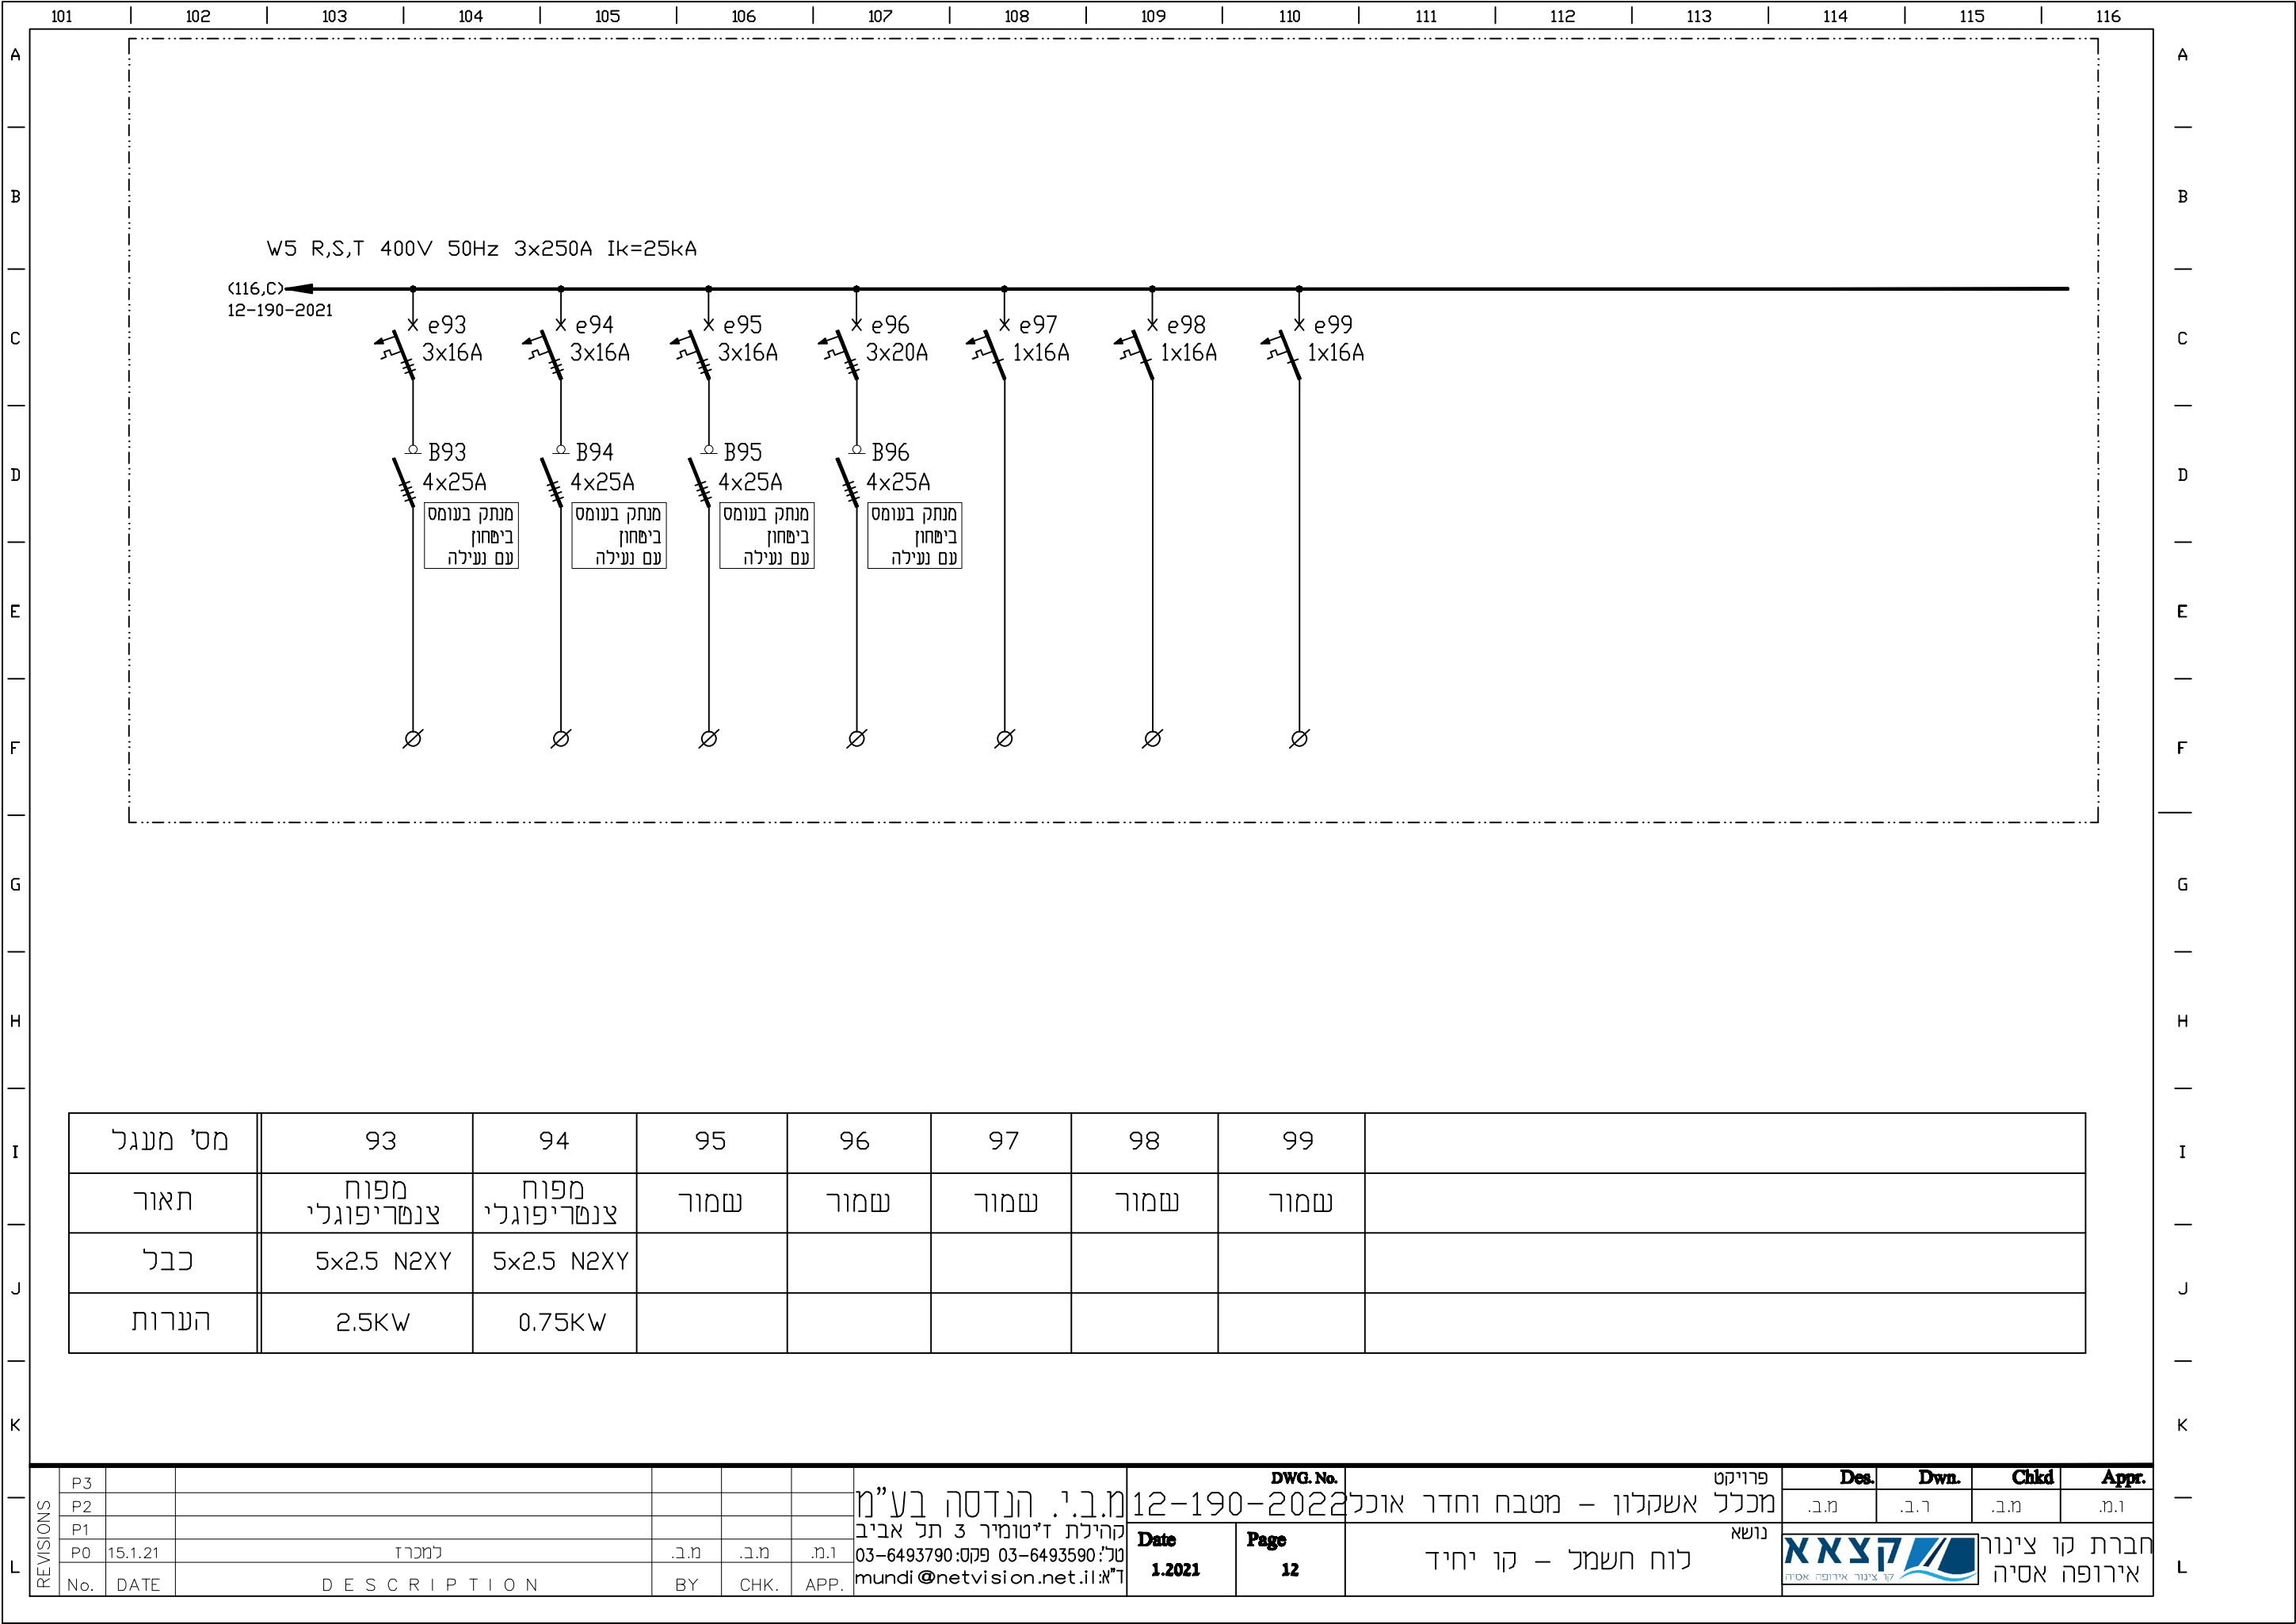 101 102 103 104 105 106 107 108 109 110 111 112 113 114 115 116
A A
B B
W5 R,S,T 400V 50Hz 3x250A Ik=25kA
(116,C)
12-190-2021
C C
e93 e94 e95 e96 e97 e98 e99
3x16A 3x16A 3x16A 3x20A 1x16A 1x16A 1x16A
B93 B94 B95 B96
D D
4x25A 4x25A 4x25A 4x25A
מנתק בעומס
ביטחון
עם נעילה
מנתק בעומס
ביטחון
עם נעילה
מנתק בעומס
ביטחון
עם נעילה
מנתק בעומס
ביטחון
עם נעילה
E E
F F
G G
H H
I I
מס' מעגל 93 94 95 96 97 98 99
תאור
מפוח
צנטריפוגלי
מפוח
צנטריפוגלי
שמור שמור שמור שמור שמור
כבל 5x2.5 N2XY 5x2.5 N2XY
J J
הערות 2.5KW 0.75KW
K K
L L
REVISIONS
P3
P2
P1
P0 15.1.21 למכרז מ.ב. מ.ב. ו.מ.
No. DATE DESCRIPTION BY CHK. APP.
מ.ב.י. הנדסה בע"מ
קהילת ז'יטומיר 3 תל אביב
טל': 03-6493590 פקס: 03-6493790
ד"א: mundi@netvision.net.il
DWG. No.
12-190-2022
Date
1.2021
Page
12
פרויקט
מכלל אשקלון - מטבח וחדר אוכל
נושא
לוח חשמל - קו יחיד
Des. Dwn. Chkd Appr.
מ.ב. ר.ב. מ.ב. ו.מ.
קצאא
קו צינור אירופה אסיה
חברת קו צינור
אירופה אסיה